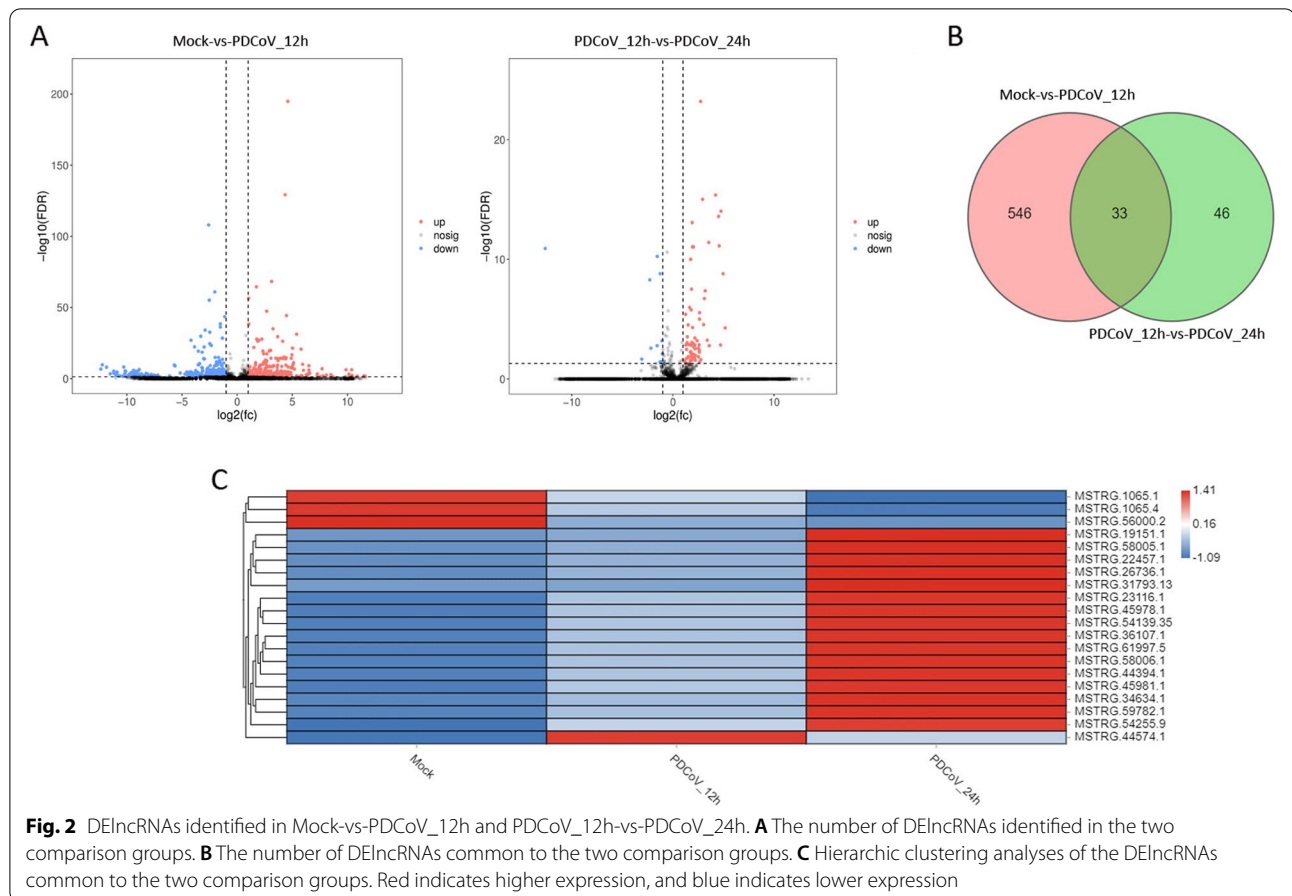 A
Mock-vs-PDCoV_12h
200
150
100
50
0
-log10(FDR)
-10
-5
0
5
10
log2(fc)
up
nosig
down
PDCoV_12h-vs-PDCoV_24h
20
10
0
-log10(FDR)
-10
0
10
log2(fc)
up
nosig
down
B
Mock-vs-PDCoV_12h
546
33
46
PDCoV_12h-vs-PDCoV_24h
C
MSTRG.1065.1
MSTRG.1065.4
MSTRG.56000.2
MSTRG.19151.1
MSTRG.58005.1
MSTRG.22457.1
MSTRG.26736.1
MSTRG.31793.13
MSTRG.23116.1
MSTRG.45978.1
MSTRG.54139.35
MSTRG.36107.1
MSTRG.61997.5
MSTRG.58006.1
MSTRG.44394.1
MSTRG.45981.1
MSTRG.34634.1
MSTRG.59782.1
MSTRG.54255.9
MSTRG.44574.1
1.41
0.16
-1.09
Mock
PDCoV_12h
PDCoV_24h
Fig. 2 DElncRNAs identified in Mock-vs-PDCoV_12h and PDCoV_12h-vs-PDCoV_24h. A The number of DElncRNAs identified in the two
comparison groups. B The number of DElncRNAs common to the two comparison groups. C Hierarchic clustering analyses of the DElncRNAs
common to the two comparison groups. Red indicates higher expression, and blue indicates lower expression